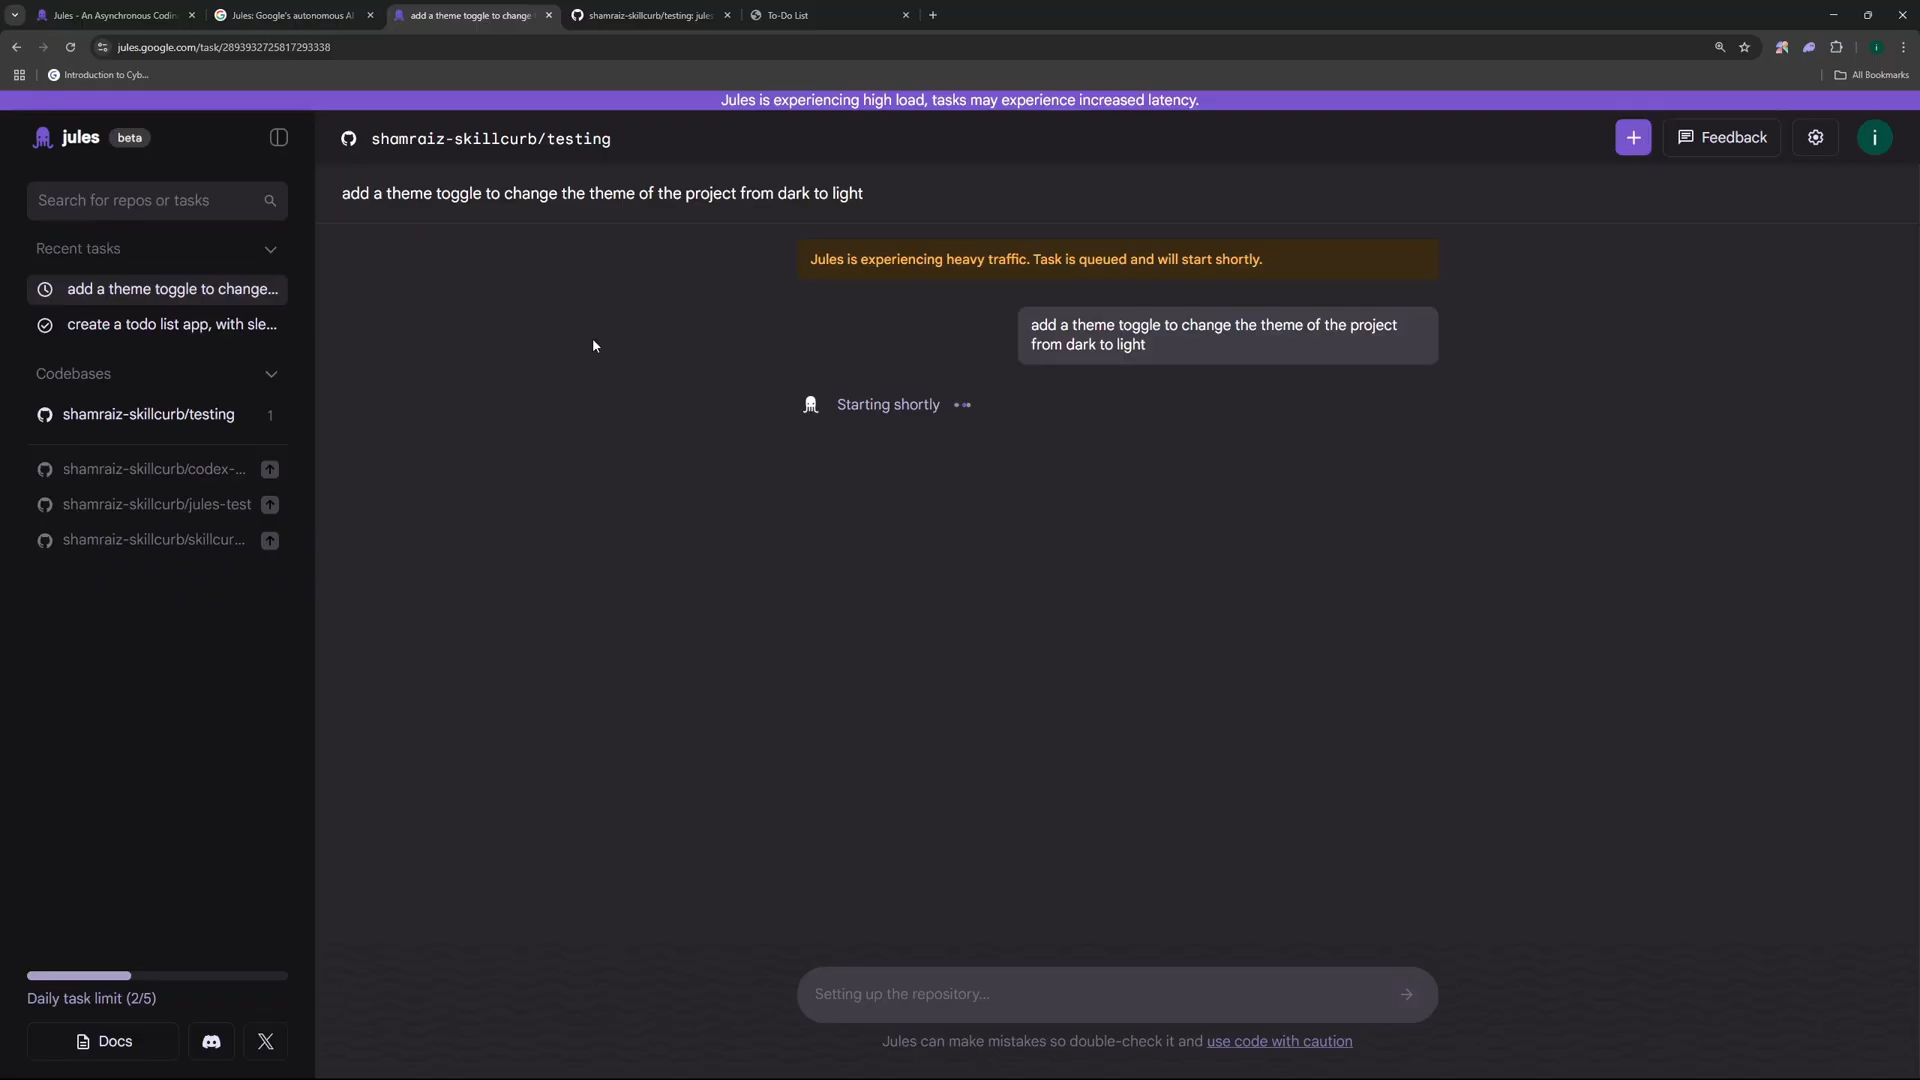 Jules - An Asynchronous Codin
Jules: Google's autonomous AI
add a theme toggle to change
shamraiz-skillcurb/testing: jules
To-Do List
jules.google.com/task/2893932725817293338
i
Introduction to Cyb...
All Bookmarks
Jules is experiencing high load, tasks may experience increased latency.
jules beta
shamraiz-skillcurb/testing
Feedback
i
Search for repos or tasks
add a theme toggle to change the theme of the project from dark to light
Recent tasks
add a theme toggle to change...
create a todo list app, with sle...
Jules is experiencing heavy traffic. Task is queued and will start shortly.
add a theme toggle to change the theme of the project
from dark to light
Starting shortly
Codebases
shamraiz-skillcurb/testing 1
shamraiz-skillcurb/codex-...
shamraiz-skillcurb/jules-test
shamraiz-skillcurb/skillcur...
Daily task limit (2/5)
Docs
Setting up the repository...
Jules can make mistakes so double-check it and use code with caution